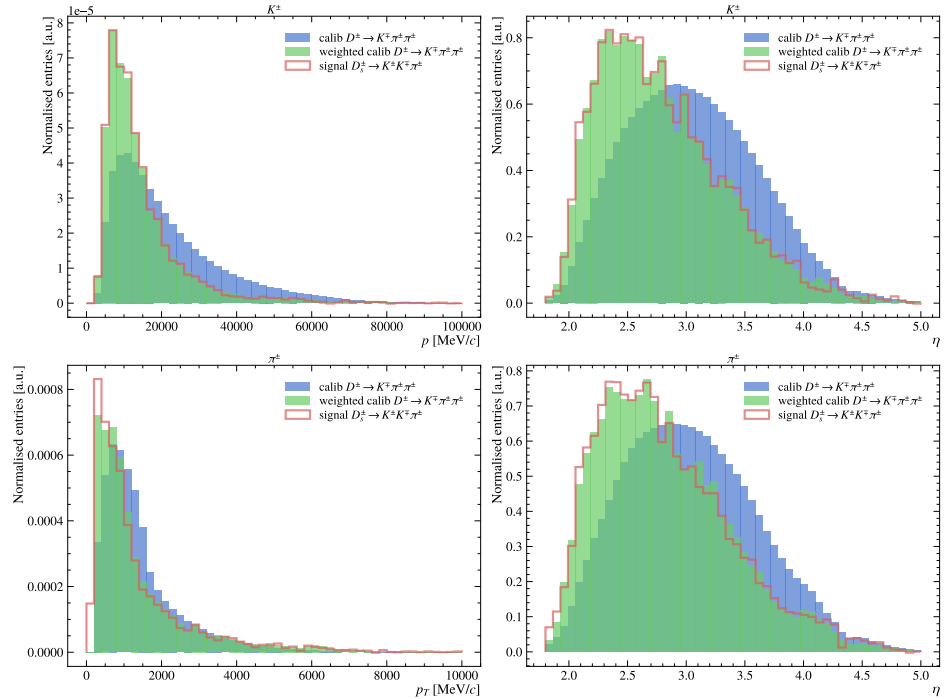 K±
1e−5
Normalised entries [a.u.]
calib D± → K∓π±π±
weighted calib D± → K∓π±π±
signal Ds± → K±K∓π±
8
7
6
5
4
3
2
1
0
0 20000 40000 60000 80000 100000
p [MeV/c]
K±
Normalised entries [a.u.]
calib D± → K∓π±π±
weighted calib D± → K∓π±π±
signal Ds± → K±K∓π±
0.8
0.6
0.4
0.2
0.0
2.0 2.5 3.0 3.5 4.0 4.5 5.0
η
π±
Normalised entries [a.u.]
calib D± → K∓π±π±
weighted calib D± → K∓π±π±
signal Ds± → K±K∓π±
0.0008
0.0006
0.0004
0.0002
0.0000
0 2000 4000 6000 8000 10000
pT [MeV/c]
π±
Normalised entries [a.u.]
calib D± → K∓π±π±
weighted calib D± → K∓π±π±
signal Ds± → K±K∓π±
0.8
0.7
0.6
0.5
0.4
0.3
0.2
0.1
0.0
2.0 2.5 3.0 3.5 4.0 4.5 5.0
η